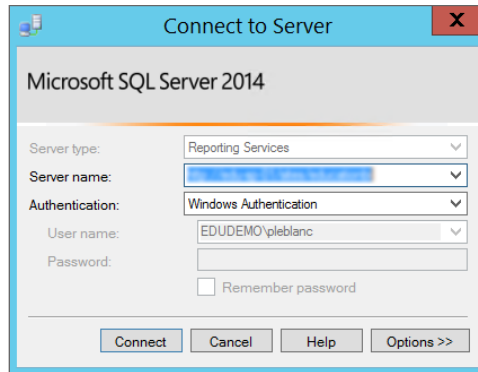 Connect to Server
X
Microsoft SQL Server 2014
Server type: Reporting Services
Server name:
Authentication: Windows Authentication
User name: EDUDEMO\pleblanc
Password:
Remember password
Connect Cancel Help Options >>